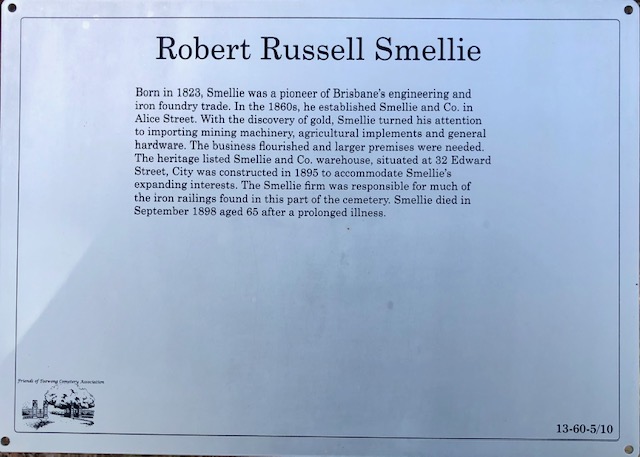 Robert Russell Smellie
Born in 1823, Smellie was a pioneer of Brisbane's engineering and
iron foundry trade. In the 1860s, he established Smellie and Co. in
Alice Street. With the discovery of gold, Smellie turned his attention
to importing mining machinery, agricultural implements and general
hardware. The business flourished and larger premises were needed.
The heritage listed Smellie and Co. warehouse, situated at 32 Edward
Street, City was constructed in 1895 to accommodate Smellie's
expanding interests. The Smellie firm was responsible for much of
the iron railings found in this part of the cemetery. Smellie died in
September 1898 aged 65 after a prolonged illness.
Friends of Toowong Cemetery Association
13-60-5/10